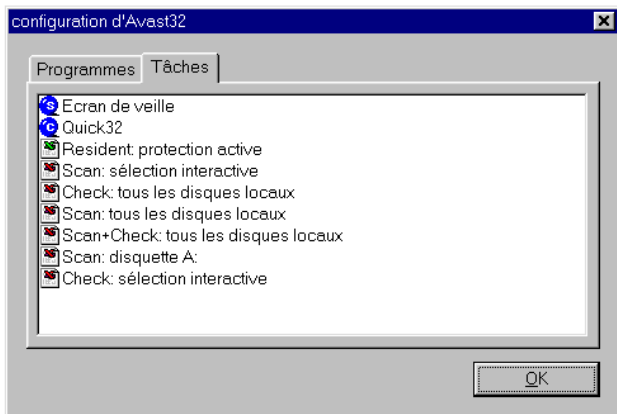 configuration d'Avast32
Programmes Tâches
Ecran de veille
Quick32
Resident: protection active
Scan: sélection interactive
Check: tous les disques locaux
Scan: tous les disques locaux
Scan+Check: tous les disques locaux
Scan: disquette A:
Check: sélection interactive
OK